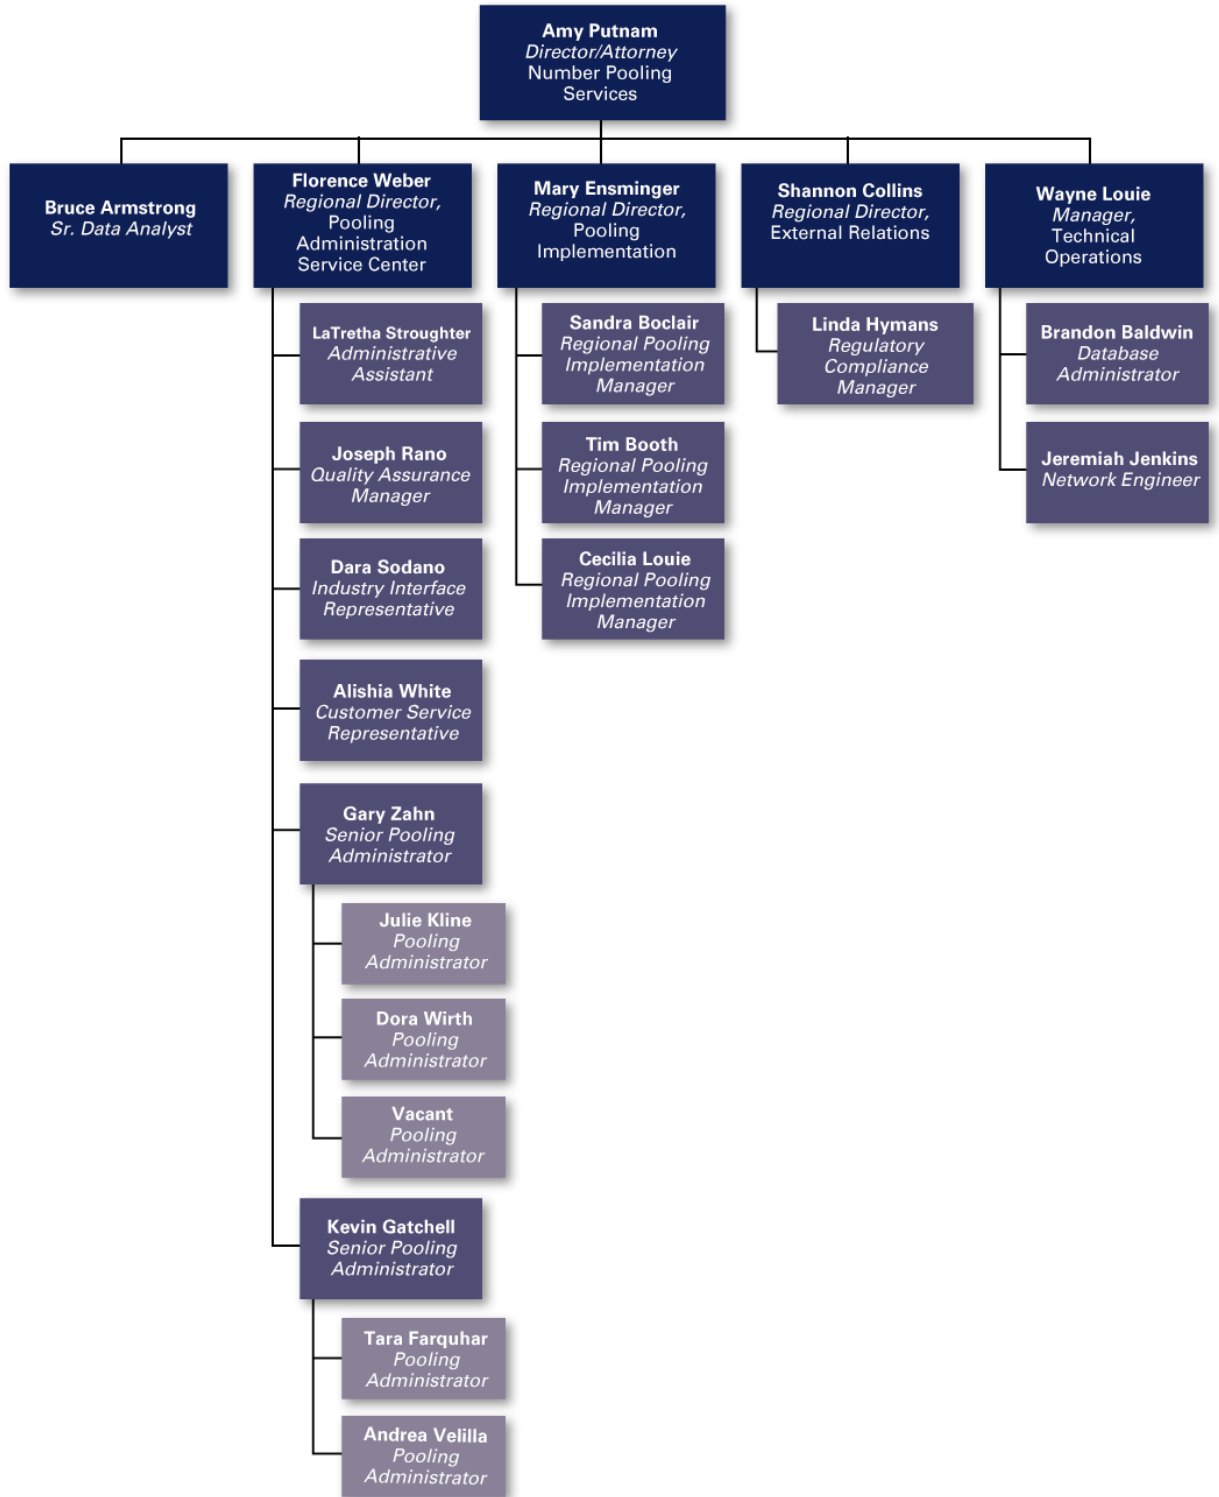 Amy Putnam
Director/Attorney
Number Pooling
Services
Bruce Armstrong
Sr. Data Analyst
Florence Weber
Regional Director,
Pooling
Administration
Service Center
Mary Ensminger
Regional Director,
Pooling
Implementation
Shannon Collins
Regional Director,
External Relations
Wayne Louie
Manager,
Technical
Operations
LaTretha Stroughter
Administrative
Assistant
Joseph Rano
Quality Assurance
Manager
Dara Sodano
Industry Interface
Representative
Alishia White
Customer Service
Representative
Gary Zahn
Senior Pooling
Administrator
Julie Kline
Pooling
Administrator
Dora Wirth
Pooling
Administrator
Vacant
Pooling
Administrator
Kevin Gatchell
Senior Pooling
Administrator
Tara Farquhar
Pooling
Administrator
Andrea Velilla
Pooling
Administrator
Sandra Boclair
Regional Pooling
Implementation
Manager
Tim Booth
Regional Pooling
Implementation
Manager
Cecilia Louie
Regional Pooling
Implementation
Manager
Linda Hymans
Regulatory
Compliance
Manager
Brandon Baldwin
Database
Administrator
Jeremiah Jenkins
Network Engineer